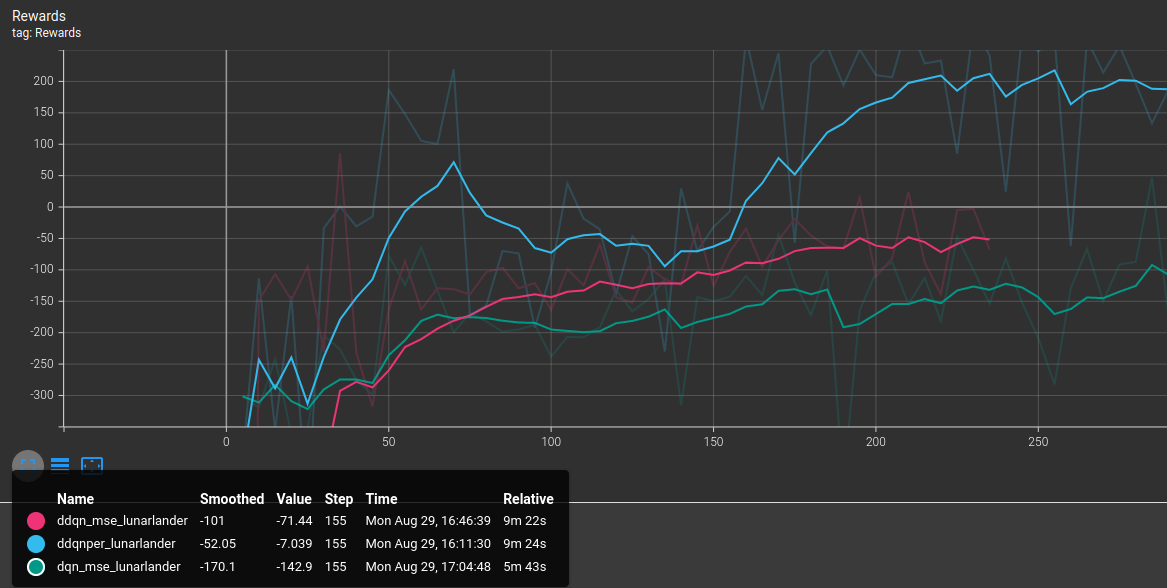 Rewards
tag: Rewards
200
150
100
50
0
-50
-100
-150
-200
-250
-300
0 50 100 150 200 250
Name Smoothed Value Step Time Relative
ddqn_mse_lunarlander -101 -71.44 155 Mon Aug 29, 16:46:39 9m 22s
ddqnper_lunarlander -52.05 -7.039 155 Mon Aug 29, 16:11:30 9m 24s
dqn_mse_lunarlander -170.1 -142.9 155 Mon Aug 29, 17:04:48 5m 43s